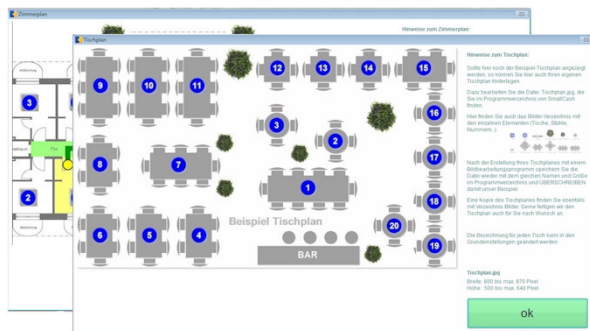 Zimmerplan
Hinweise zum Zimmerplan:
Tischplan
Hinweise zum Tischplan:
Sollte hier noch der Beispiel-Tischplan angezeigt
werden, so können Sie hier auch Ihren eigenen
Tischplan hinterlegen.
Dazu bearbeiten Sie die Datei: Tischplan.jpg, die
Sie im Programmverzeichnis von SmallCash
finden.
Hier finden Sie auch das Bilder-Verzeichnis mit
den einzelnen Elementen (Tische, Stühle,
Nummern..).
Nach der Erstellung Ihres Tischplanes mit einem
Bildbearbeitungsprogramm speichern Sie die
Datei wieder mit dem gleichen Namen und Größe
im Programmverzeichnis und ÜBERSCHREIBEN
damit unser Beispiel.
Eine Kopie des Tischplanes finden Sie ebenfalls
mit Verzeichnis Bilder. Gerne fertigen wir den
Tischplan auch für Sie nach Wunsch an.
Die Bezeichnung für jeden Tisch kann in den
Grundeinstellungen geändert werden.
Tischplan.jpg
Breite: 800 bis max. 870 Pixel
Höhe: 500 bis max. 640 Pixel
ok
9
10
11
12
13
14
15
3
2
16
8
7
17
1
18
6
5
4
Beispiel Tischplan
20
19
BAR
3
Flur
2